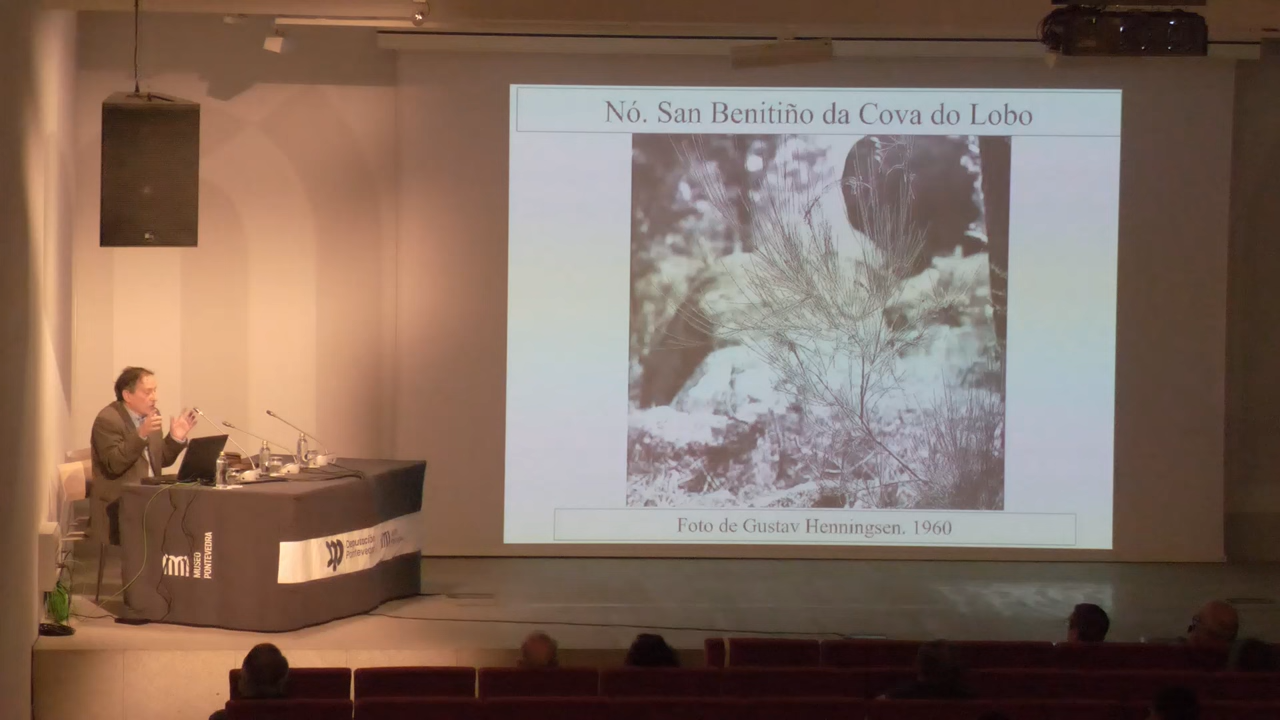 Nó. San Benitiño da Cova do Lobo
Foto de Gustav Henningsen. 1960
MUSEO
PONTEVEDRA
Deputación
Pontevedra